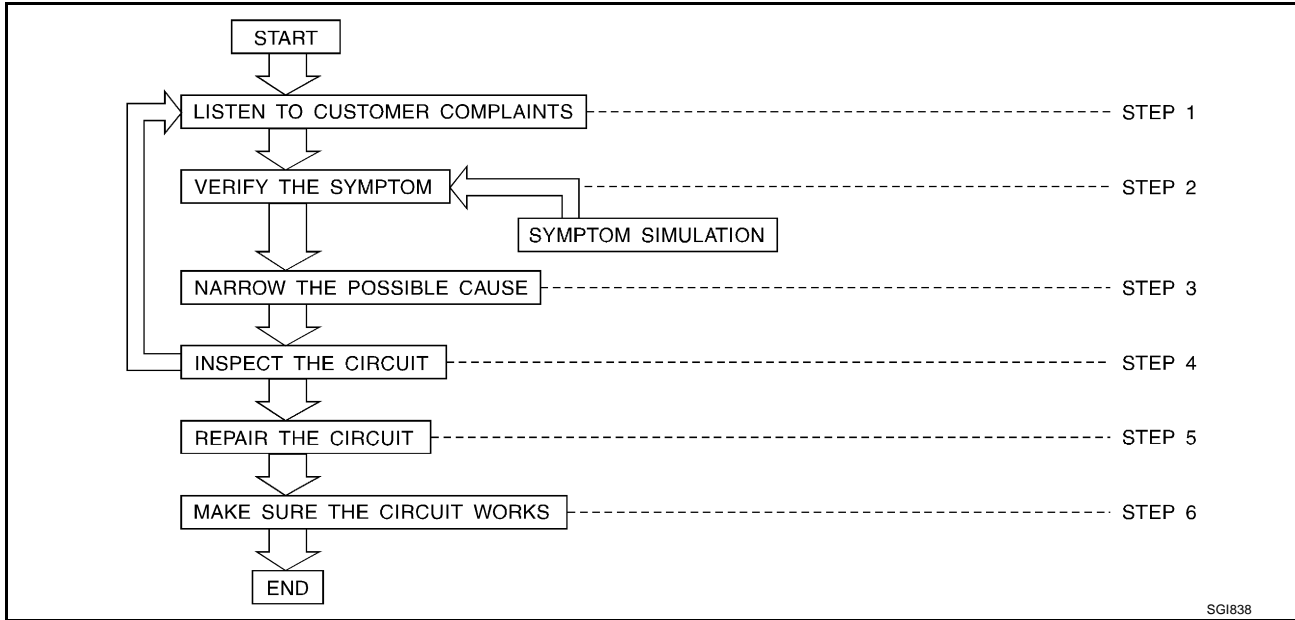 START
LISTEN TO CUSTOMER COMPLAINTS
STEP 1
VERIFY THE SYMPTOM
STEP 2
SYMPTOM SIMULATION
NARROW THE POSSIBLE CAUSE
STEP 3
INSPECT THE CIRCUIT
STEP 4
REPAIR THE CIRCUIT
STEP 5
MAKE SURE THE CIRCUIT WORKS
STEP 6
END
SGI838